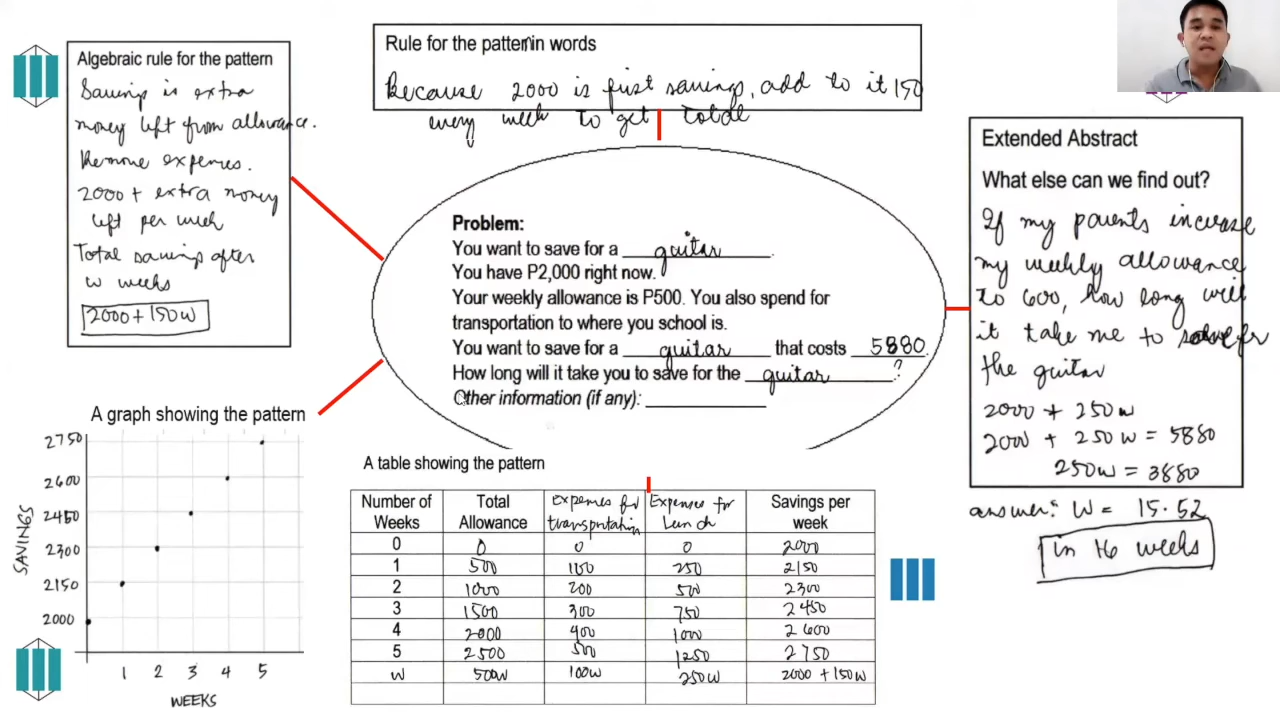 Algebraic rule for the pattern
Saving is extra
money left from allowance.
Remove expenses.
2000 + extra money
left per week
Total savings after
w weeks
2000 + 150w
Rule for the pattern in words
Because 2000 is first savings, add to it 150
every week to get total
Problem:
You want to save for a guitar.
You have P2,000 right now.
Your weekly allowance is P500. You also spend for
transportation to where you school is.
You want to save for a guitar that costs 5880.
How long will it take you to save for the guitar?
Other information (if any):
Extended Abstract
What else can we find out?
If my parents increase
my weekly allowance
to 600, how long will
it take me to for
the guitar
2000 + 250w
2000 + 250w = 5880
250w = 3880
answer: W = 15.52
in 16 weeks
A graph showing the pattern
SAVINGS
2750
2600
2450
2300
2150
2000
1 2 3 4 5
WEEKS
A table showing the pattern
Number of Weeks Total Allowance Expenses for transportation Expenses for Lunch Savings per week
0 0 0 0 2000
1 500 100 250 2150
2 1000 200 500 2300
3 1500 300 750 2450
4 2000 400 1000 2600
5 2500 500 1250 2750
w 500w 100w 250w 2000 + 150w